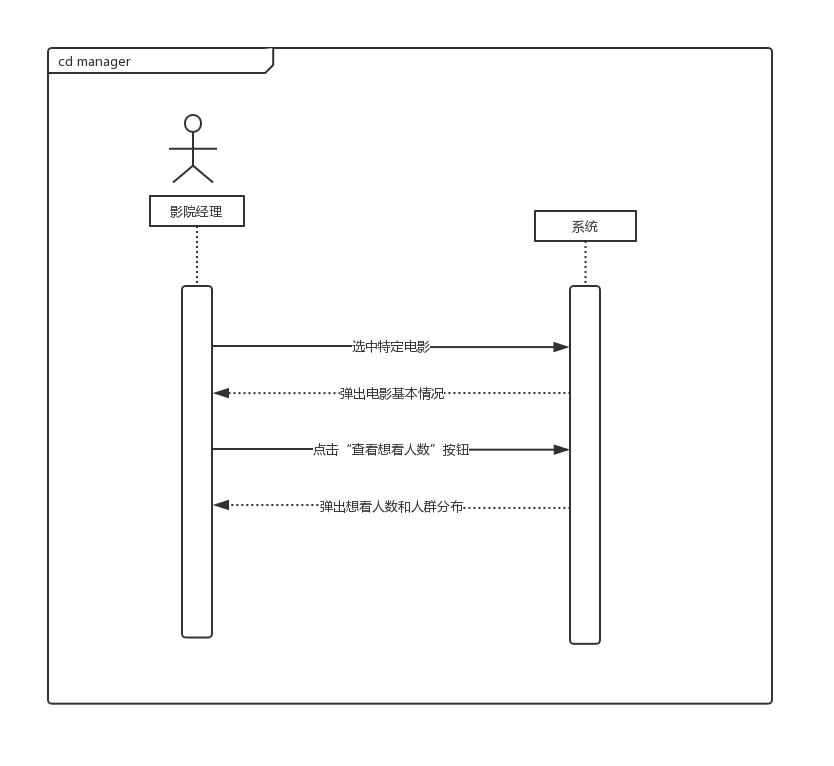 cd manager
影院经理
系统
选中特定电影
弹出电影基本情况
点击“查看想看人数”按钮
弹出想看人数和人群分布